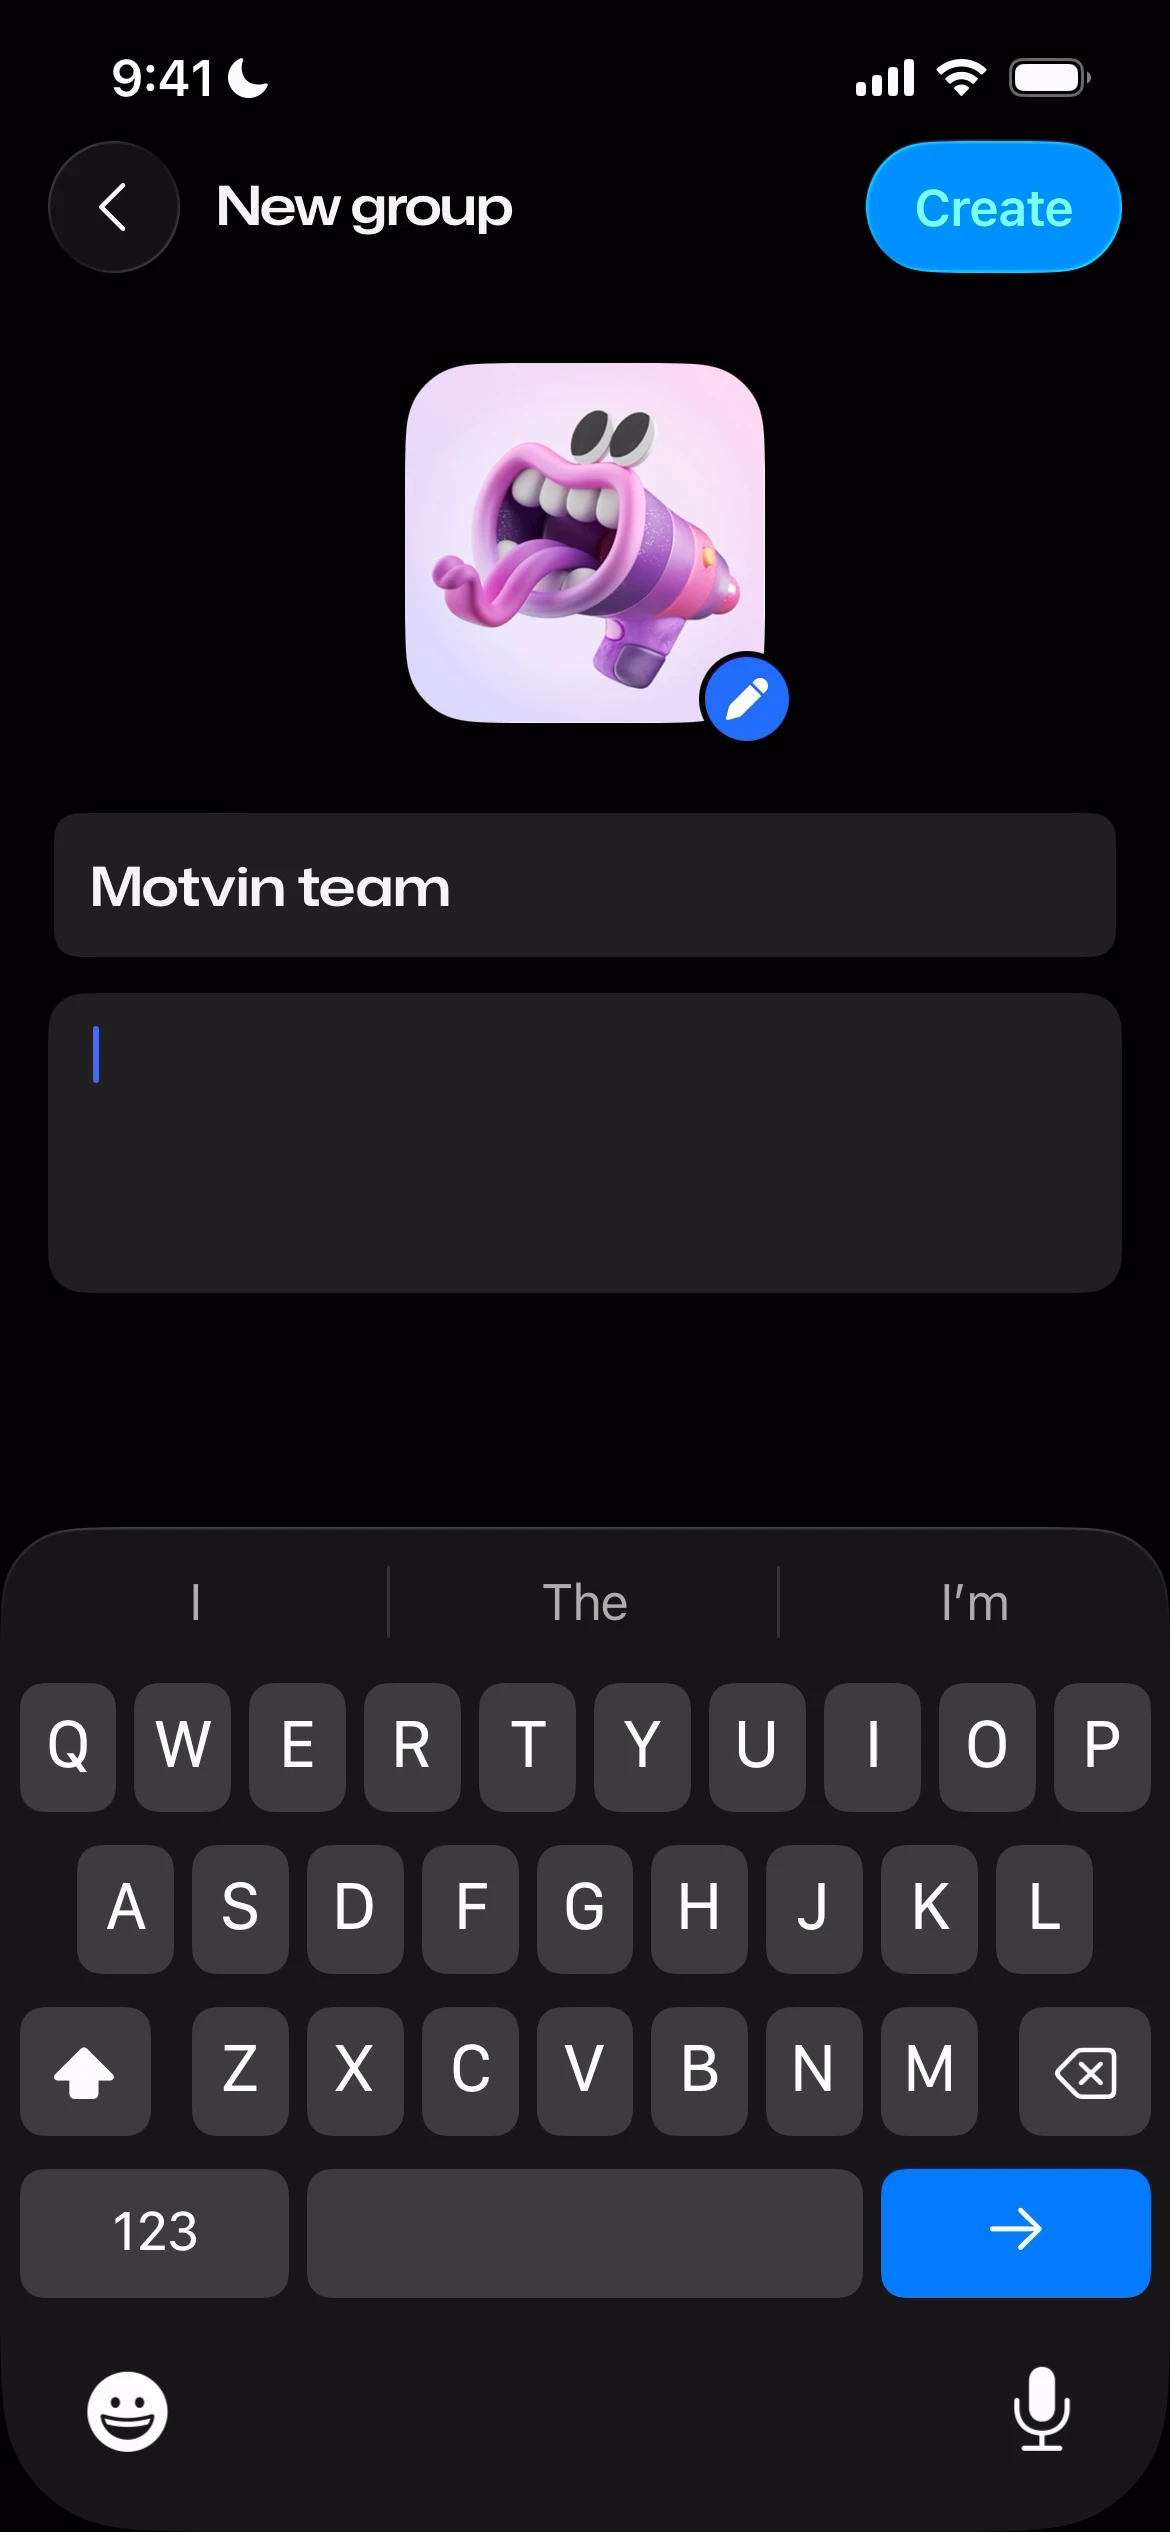 9:41
New group
Create
Motvin team
I
The
I’m
Q W E R T Y U I O P
A S D F G H J K L
Z X C V B N M
123